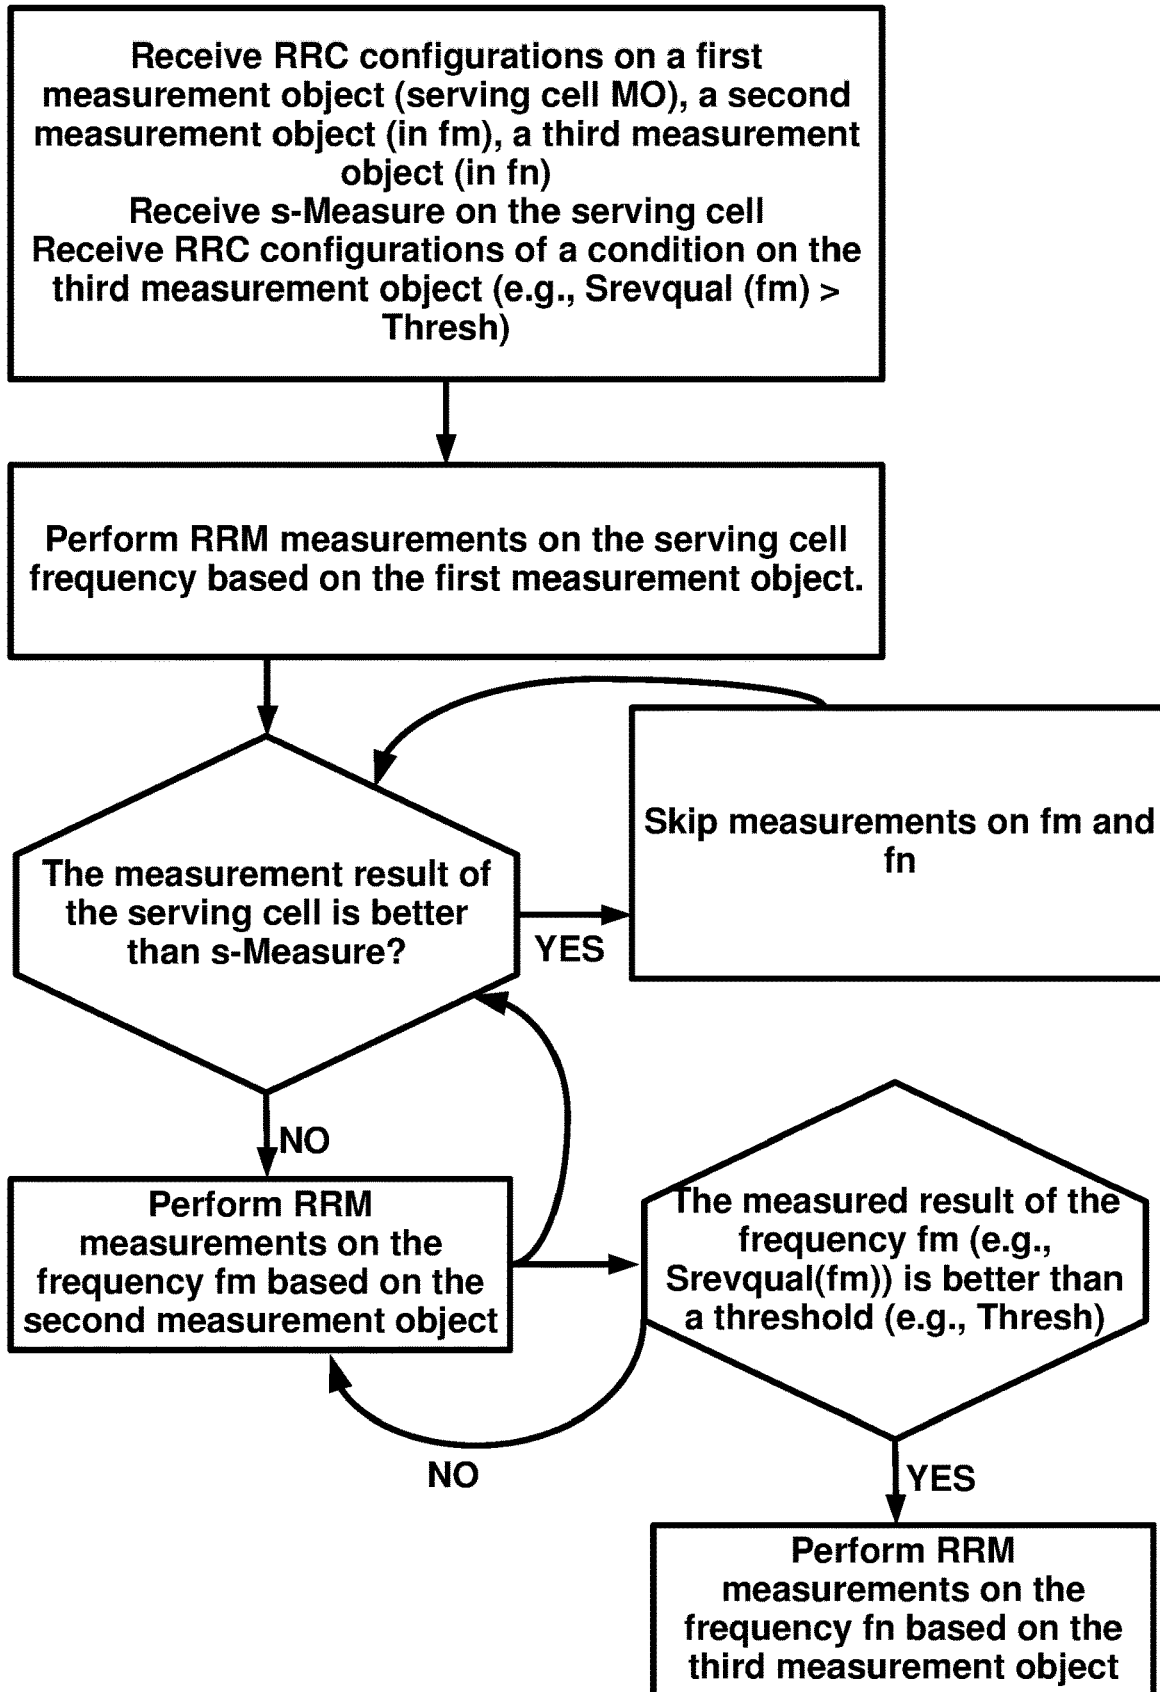 Receive RRC configurations on a first
measurement object (serving cell MO), a second
measurement object (in fm), a third measurement
object (in fn)
Receive s-Measure on the serving cell
Receive RRC configurations of a condition on the
third measurement object (e.g., Srevqual (fm) >
Thresh)
Perform RRM measurements on the serving cell
frequency based on the first measurement object.
The measurement result of
the serving cell is better
than s-Measure?
YES
Skip measurements on fm and
fn
NO
Perform RRM
measurements on the
frequency fm based on the
second measurement object
The measured result of the
frequency fm (e.g.,
Srevqual(fm)) is better than
a threshold (e.g., Thresh)
NO
YES
Perform RRM
measurements on the
frequency fn based on the
third measurement object